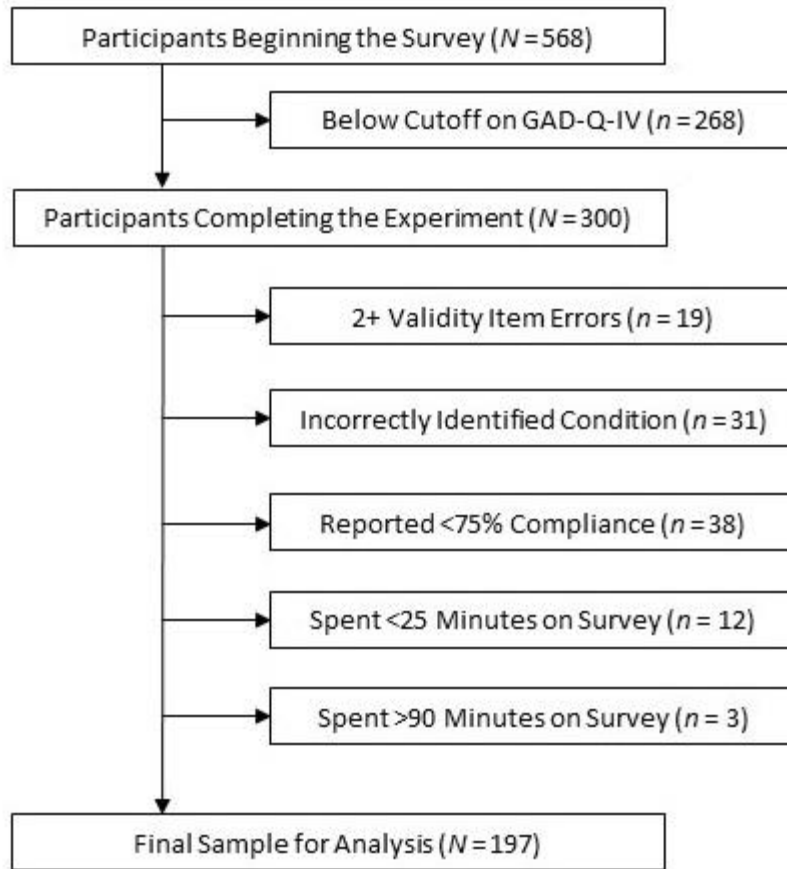 Participants Beginning the Survey (N = 568)
Below Cutoff on GAD-Q-IV (n = 268)
Participants Completing the Experiment (N = 300)
2+ Validity Item Errors (n = 19)
Incorrectly Identified Condition (n = 31)
Reported <75% Compliance (n = 38)
Spent <25 Minutes on Survey (n = 12)
Spent >90 Minutes on Survey (n = 3)
Final Sample for Analysis (N = 197)